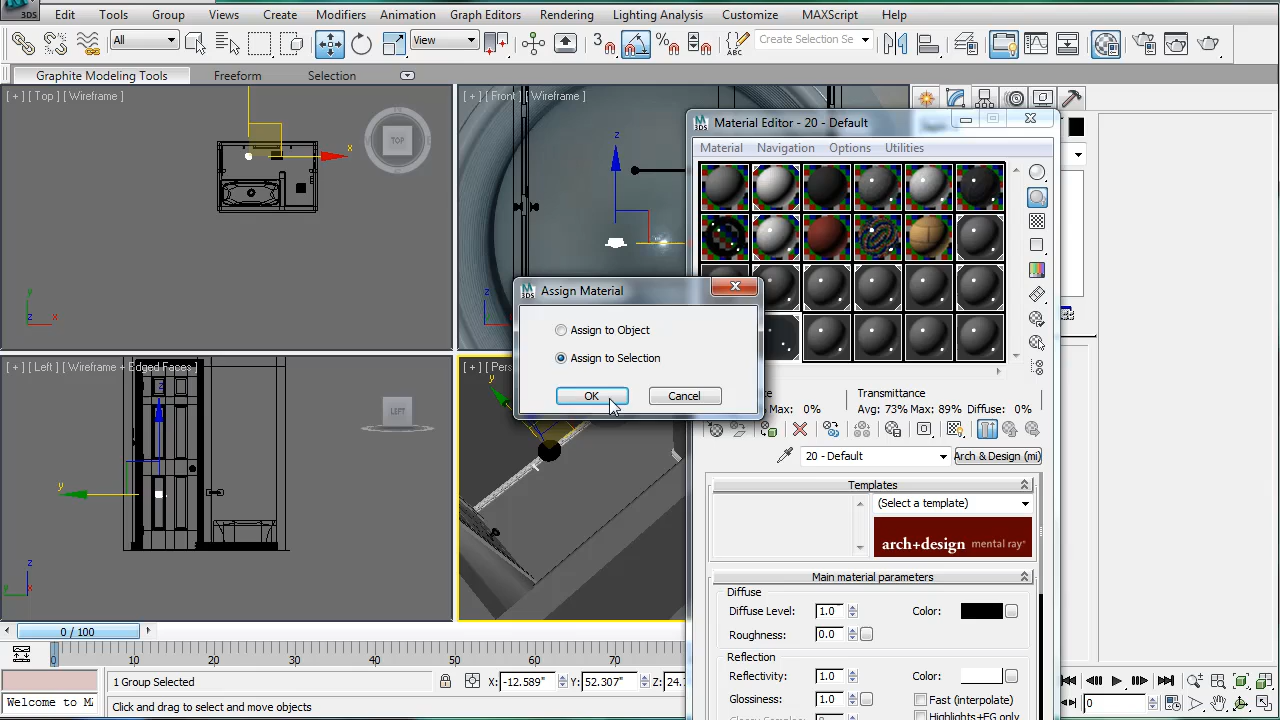 3DS
Edit Tools Group Views Create Modifiers Animation Graph Editors Rendering Lighting Analysis Customize MAXScript Help
All View 3 Create Selection Se
Graphite Modeling Tools Freeform Selection
[ + ] [ Top ] [ Wireframe ]
[ + ] [ Front ] [ Wireframe ]
TOP
x
z
y
x
z
z
Material Editor - 20 - Default
Material Navigation Options Utilities
Assign Material
Assign to Object
Assign to Selection
OK Cancel
[ + ] [ Left ] [ Wireframe + Edged Faces ]
[ + ] [ Pers
LEFT
z
y
y
z
y
x
Transmittance
Max: 0% Avg: 73% Max: 89% Diffuse: 0%
20 - Default Arch & Design (mi)
Templates
(Select a template)
arch+design mental ray®
Main material parameters
Diffuse
Diffuse Level: 1.0 Color:
Roughness: 0.0
Reflection
Reflectivity: 1.0 Color:
Glossiness: 1.0 Fast (interpolate)
Highlights+FG only
0 / 100
0 10 20 30 40 50 60 70
1 Group Selected X: -12.589" Y: 52.307" Z: 24.
Welcome to M
Click and drag to select and move objects
0